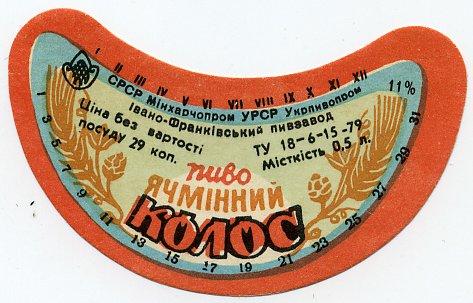 I II III IV V VI VII VIII IX X XI XII
СРСР Мінхарчопром УРСР Укрпивопром
Івано-Франківський пивзавод
11%
Ціна без вартості
посуду 29 коп.
ТУ 18-6-15-79
Місткість 0,5 л.
пиво
ЯЧМІННИЙ
КОЛОС
1 3 5 7 9 11 13 15 17 19 21 23 25 27 29 31